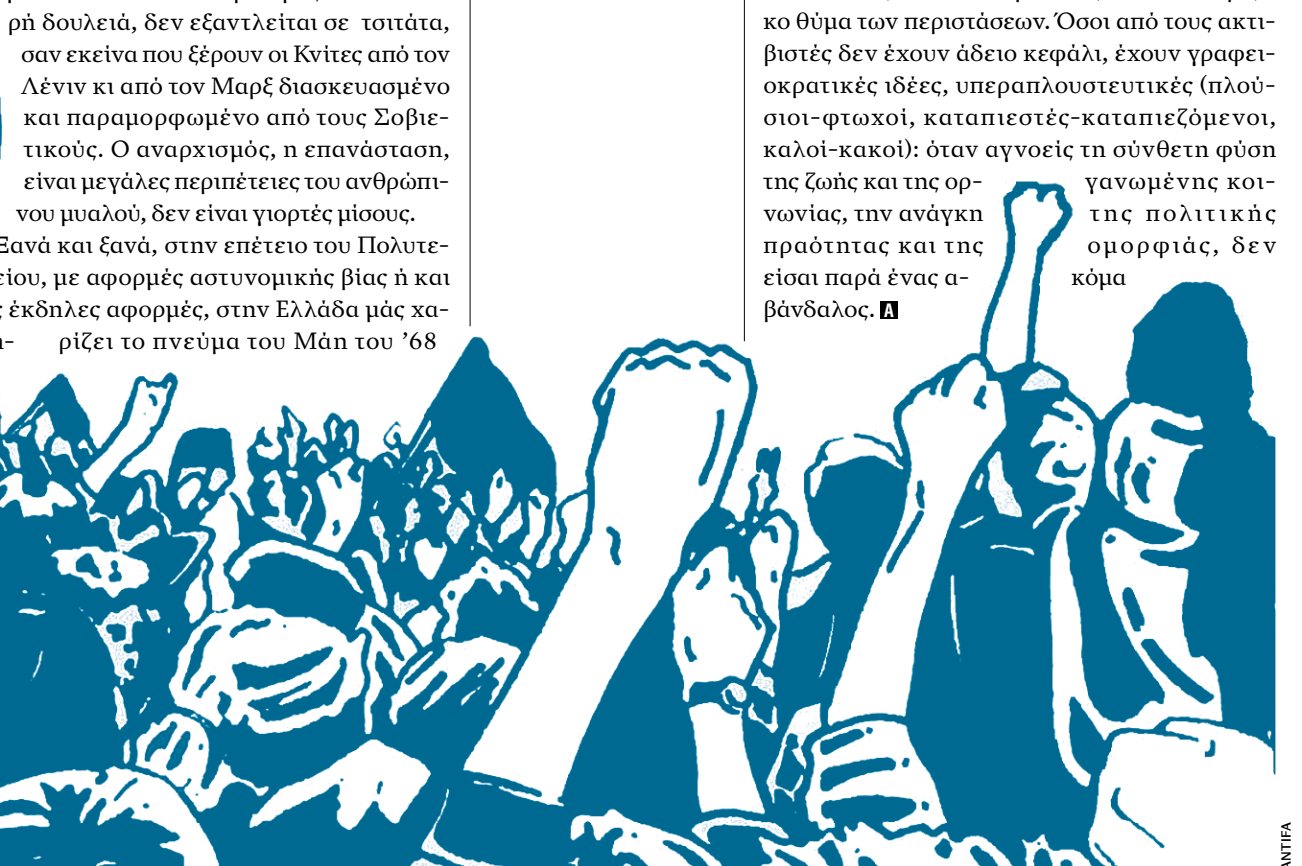 ρή δουλειά, δεν εξαντλείται σε τσιτάτα,
σαν εκείνα που ξέρουν οι Κνίτες από τον
Λένιν κι από τον Μαρξ διασκευασμένο
και παραμορφωμένο από τους Σοβιε-
τικούς. Ο αναρχισμός, η επανάσταση,
είναι μεγάλες περιπέτειες του ανθρώπι-
νου μυαλού, δεν είναι γιορτές μίσους.
Ξανά και ξανά, στην επέτειο του Πολυτε-
είου, με αφορμές αστυνομικής βίας ή και
ς έκδηλες αφορμές, στην Ελλάδα μάς χα-
ρίζει το πνεύμα του Μάη του ’68
κο θύμα των περιστάσεων. Όσοι από τους ακτι-
βιστές δεν έχουν άδειο κεφάλι, έχουν γραφει-
οκρατικές ιδέες, υπεραπλουστευτικές (πλού-
σιοι-φτωχοί, καταπιεστές-καταπιεζόμενοι,
καλοί-κακοί): όταν αγνοείς τη σύνθετη φύση
της ζωής και της ορ- γανωμένης κοι-
νωνίας, την ανάγκη της πολιτικής
πραότητας και της ομορφιάς, δεν
είσαι παρά ένας α- κόμα
βάνδαλος. A
ANTIFA